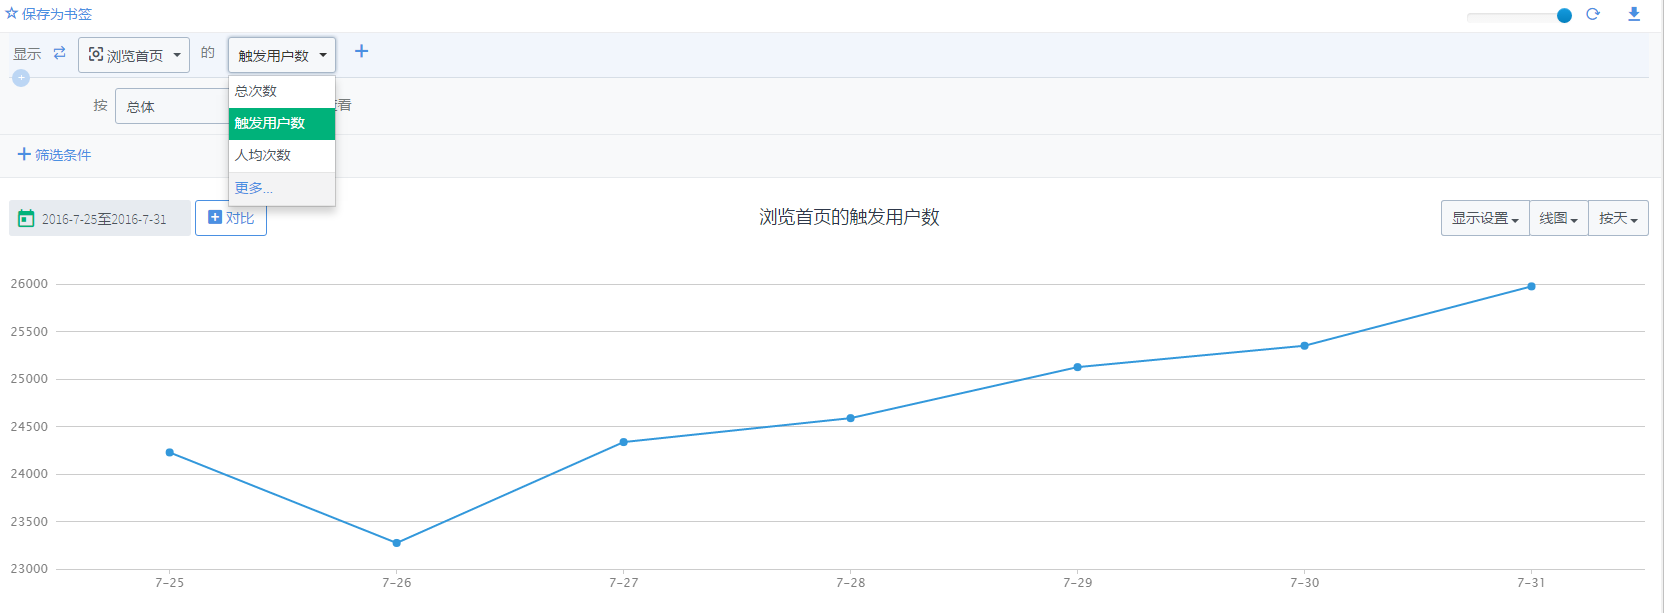 保存为书签
显示 浏览首页 的 触发用户数
总次数
按 总体 看
触发用户数
人均次数
筛选条件
更多...
2016-7-25至2016-7-31 对比 浏览首页的触发用户数 显示设置 线图 按天
26000
25500
25000
24500
24000
23500
23000
7-25 7-26 7-27 7-28 7-29 7-30 7-31